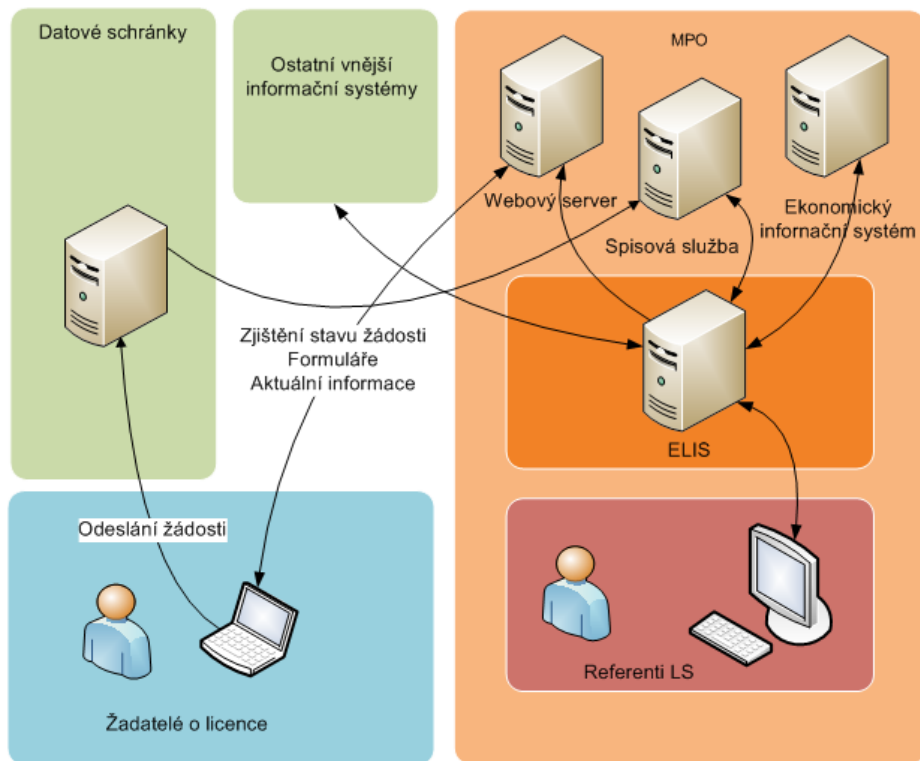 Datové schránky
Ostatní vnější
informační systémy
MPO
Webový server
Spisová služba
Ekonomický
infornační systém
Zjištění stavu žádosti
Formuláře
Aktuální informace
ELIS
Odeslání žádosti
Referenti LS
Žadatelé o licence